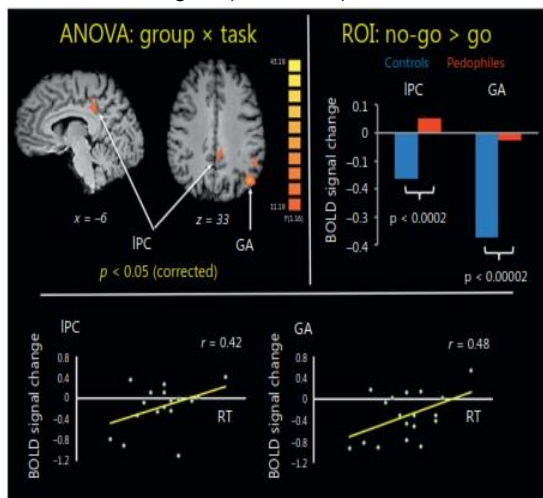 ANOVA: group × task
43.19
11.19
F(1.16)
x = –6
z = 33
lPC
GA
p < 0.05 (corrected)
ROI: no-go > go
Controls Pedophiles
lPC GA
BOLD signal change
0.1
0
–0.1
–0.4
–0.3
–0.4
p < 0.0002
p < 0.00002
lPC
r = 0.42
BOLD signal change
0.8
0.4
0
–0.4
–0.8
–1.2
RT
GA
r = 0.48
BOLD signal change
0.8
0.4
0
–0.4
–0.8
–1.2
RT